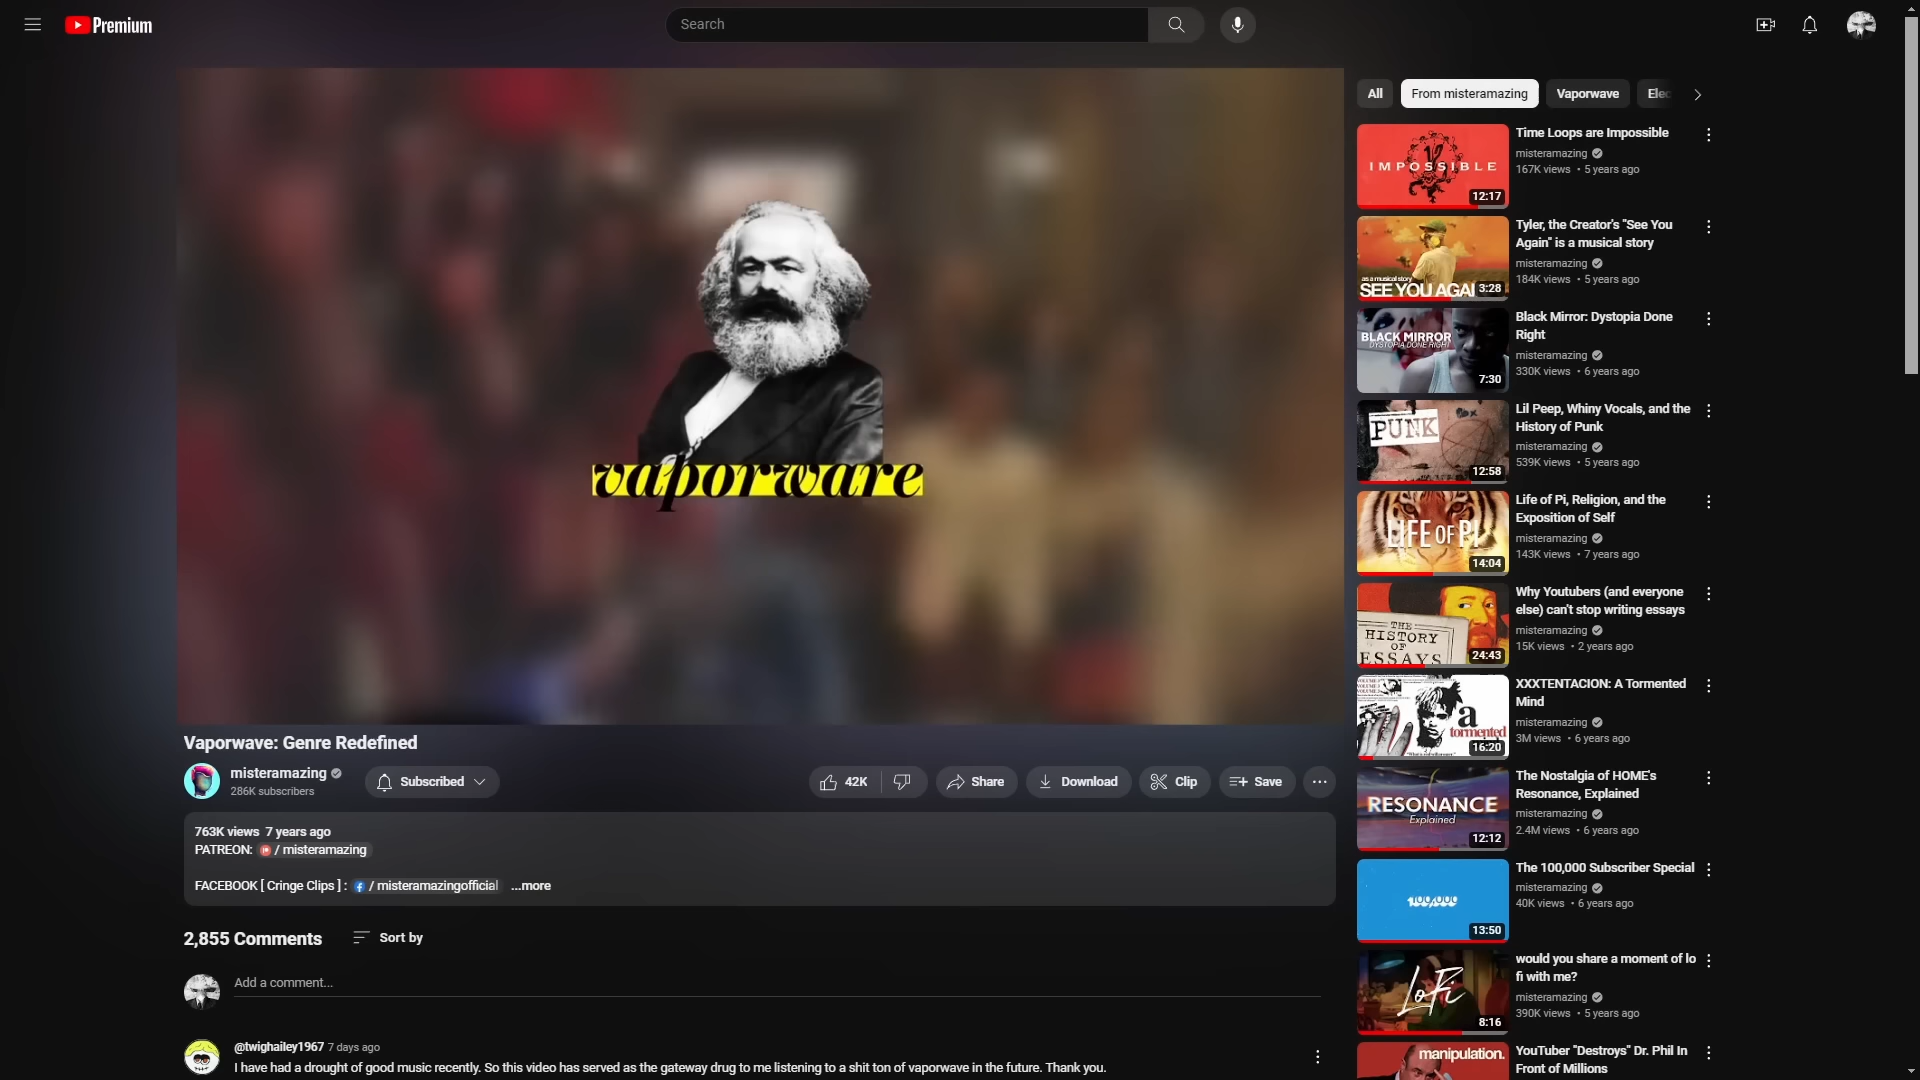 Premium
Search
vaporware
Vaporwave: Genre Redefined
misteramazing
286K subscribers
Subscribed
42K
Share
Download
Clip
Save
763K views 7 years ago
PATREON: / misteramazing
FACEBOOK [ Cringe Clips ] : / misteramazingofficial ...more
2,855 Comments
Sort by
Add a comment...
@twighailey1967 7 days ago
I have had a drought of good music recently. So this video has served as the gateway drug to me listening to a shit ton of vaporwave in the future. Thank you.
All
From misteramazing
Vaporwave
Elec
IMPOSSIBLE
12:17
Time Loops are Impossible
misteramazing
167K views • 5 years ago
as a musical story
SEE YOU AGAI
3:28
Tyler, the Creator's "See You
Again" is a musical story
misteramazing
184K views • 5 years ago
BLACK MIRROR
DYSTOPIA DONE RIGHT
7:30
Black Mirror: Dystopia Done
Right
misteramazing
330K views • 6 years ago
PUNK
12:58
Lil Peep, Whiny Vocals, and the
History of Punk
misteramazing
539K views • 5 years ago
LIFE OF PI
14:04
Life of Pi, Religion, and the
Exposition of Self
misteramazing
143K views • 7 years ago
THE
HISTORY
OF
ESSAYS
24:43
Why Youtubers (and everyone
else) can't stop writing essays
misteramazing
15K views • 2 years ago
a
tormented
16:20
XXXTENTACION: A Tormented
Mind
misteramazing
3M views • 6 years ago
RESONANCE
Explained
12:12
The Nostalgia of HOME's
Resonance, Explained
misteramazing
2.4M views • 6 years ago
100,000
13:50
The 100,000 Subscriber Special
misteramazing
40K views • 6 years ago
LoFi
8:16
would you share a moment of lo
fi with me?
misteramazing
390K views • 5 years ago
manipulation.
YouTuber "Destroys" Dr. Phil In
Front of Millions